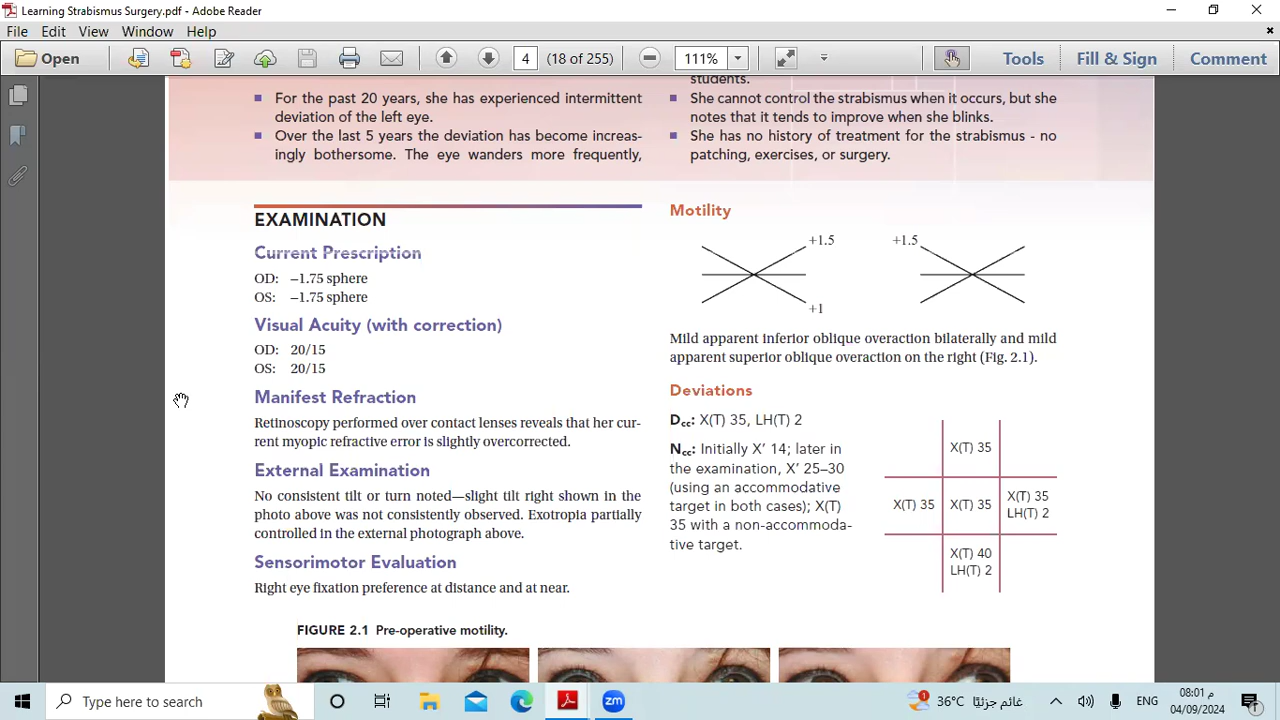 Learning Strabismus Surgery.pdf - Adobe Reader
File Edit View Window Help
Open 4 (18 of 255) 111% Tools Fill & Sign Comment
For the past 20 years, she has experienced intermittent
deviation of the left eye.
Over the last 5 years the deviation has become increas-
ingly bothersome. The eye wanders more frequently,
students.
She cannot control the strabismus when it occurs, but she
notes that it tends to improve when she blinks.
She has no history of treatment for the strabismus - no
patching, exercises, or surgery.
EXAMINATION
Current Prescription
OD: –1.75 sphere
OS: –1.75 sphere
Visual Acuity (with correction)
OD: 20/15
OS: 20/15
Manifest Refraction
Retinoscopy performed over contact lenses reveals that her cur-
rent myopic refractive error is slightly overcorrected.
External Examination
No consistent tilt or turn noted—slight tilt right shown in the
photo above was not consistently observed. Exotropia partially
controlled in the external photograph above.
Sensorimotor Evaluation
Right eye fixation preference at distance and at near.
Motility
+1.5 +1.5
+1
Mild apparent inferior oblique overaction bilaterally and mild
apparent superior oblique overaction on the right (Fig. 2.1).
Deviations
Dcc: X(T) 35, LH(T) 2
Ncc: Initially X’ 14; later in
the examination, X’ 25–30
(using an accommodative
target in both cases); X(T)
35 with a non-accommoda-
tive target.
X(T) 35
X(T) 35 X(T) 35 X(T) 35
LH(T) 2
X(T) 40
LH(T) 2
FIGURE 2.1 Pre-operative motility.
Type here to search
zm
1
36°C غائم جزئيًا
ENG
08:01 م
04/09/2024